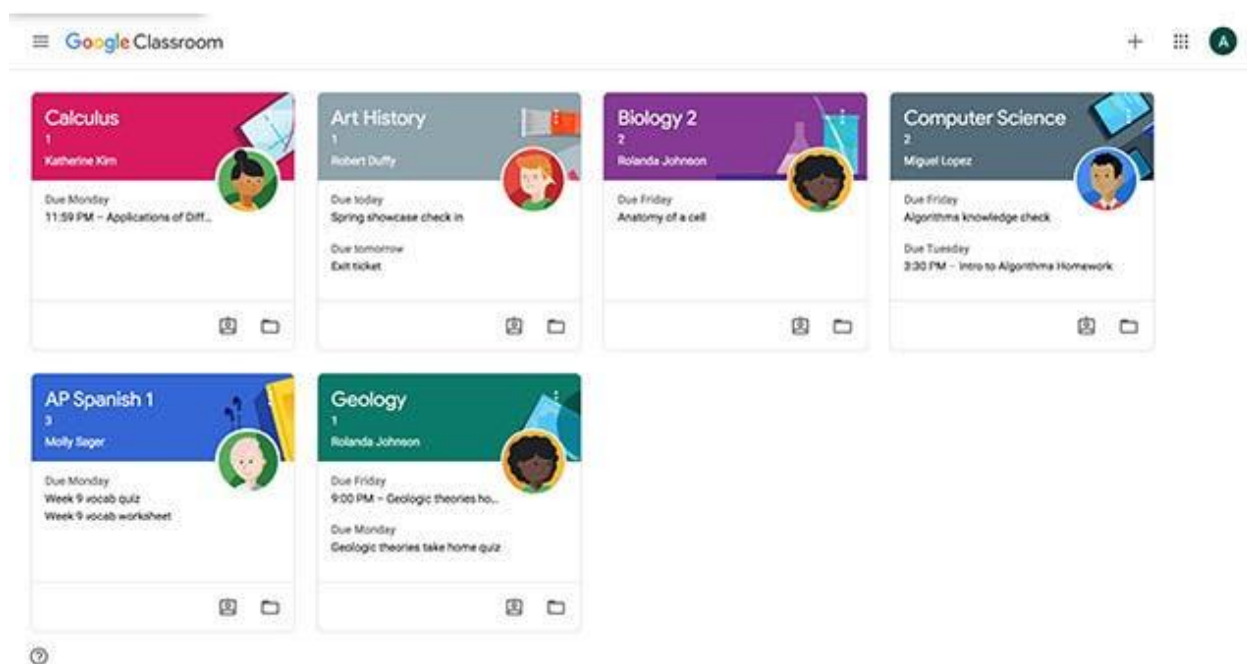 Google Classroom
A
Calculus
1
Katherine Kim
Due Monday
11:59 PM – Applications of Diff...
Art History
1
Robert Duffy
Due today
Spring showcase check in
Due tomorrow
Exit ticket
Biology 2
2
Rolanda Johnson
Due Friday
Anatomy of a cell
Computer Science
2
Miguel Lopez
Due Friday
Algorithms knowledge check
Due Tuesday
3:30 PM – Intro to Algorithms Homework
AP Spanish 1
3
Molly Sager
Due Monday
Week 9 vocab quiz
Week 9 vocab worksheet
Geology
1
Rolanda Johnson
Due Friday
9:00 PM – Geologic theories ho...
Due Monday
Geologic theories take home quiz